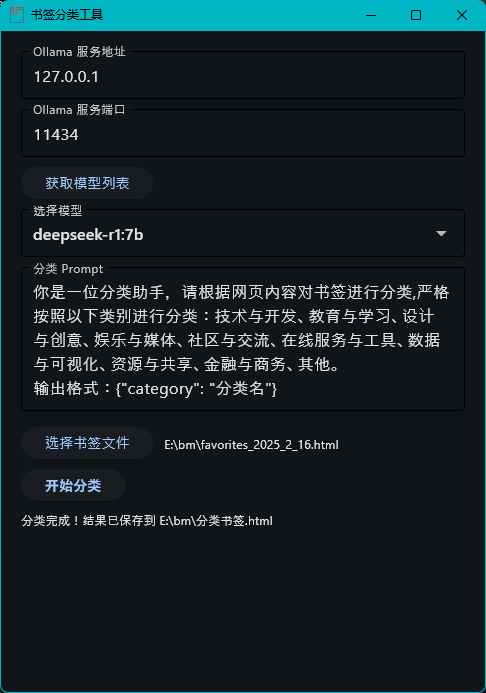 书签分类工具
Ollama 服务地址
127.0.0.1
Ollama 服务端口
11434
获取模型列表
选择模型
deepseek-r1:7b
分类 Prompt
你是一位分类助手，请根据网页内容对书签进行分类,严格
按照以下类别进行分类：技术与开发、教育与学习、设计
与创意、娱乐与媒体、社区与交流、在线服务与工具、数据
与可视化、资源与共享、金融与商务、其他。
输出格式：{"category": "分类名"}
选择书签文件 E:\bm\favorites_2025_2_16.html
开始分类
分类完成！结果已保存到 E:\bm\分类书签.html